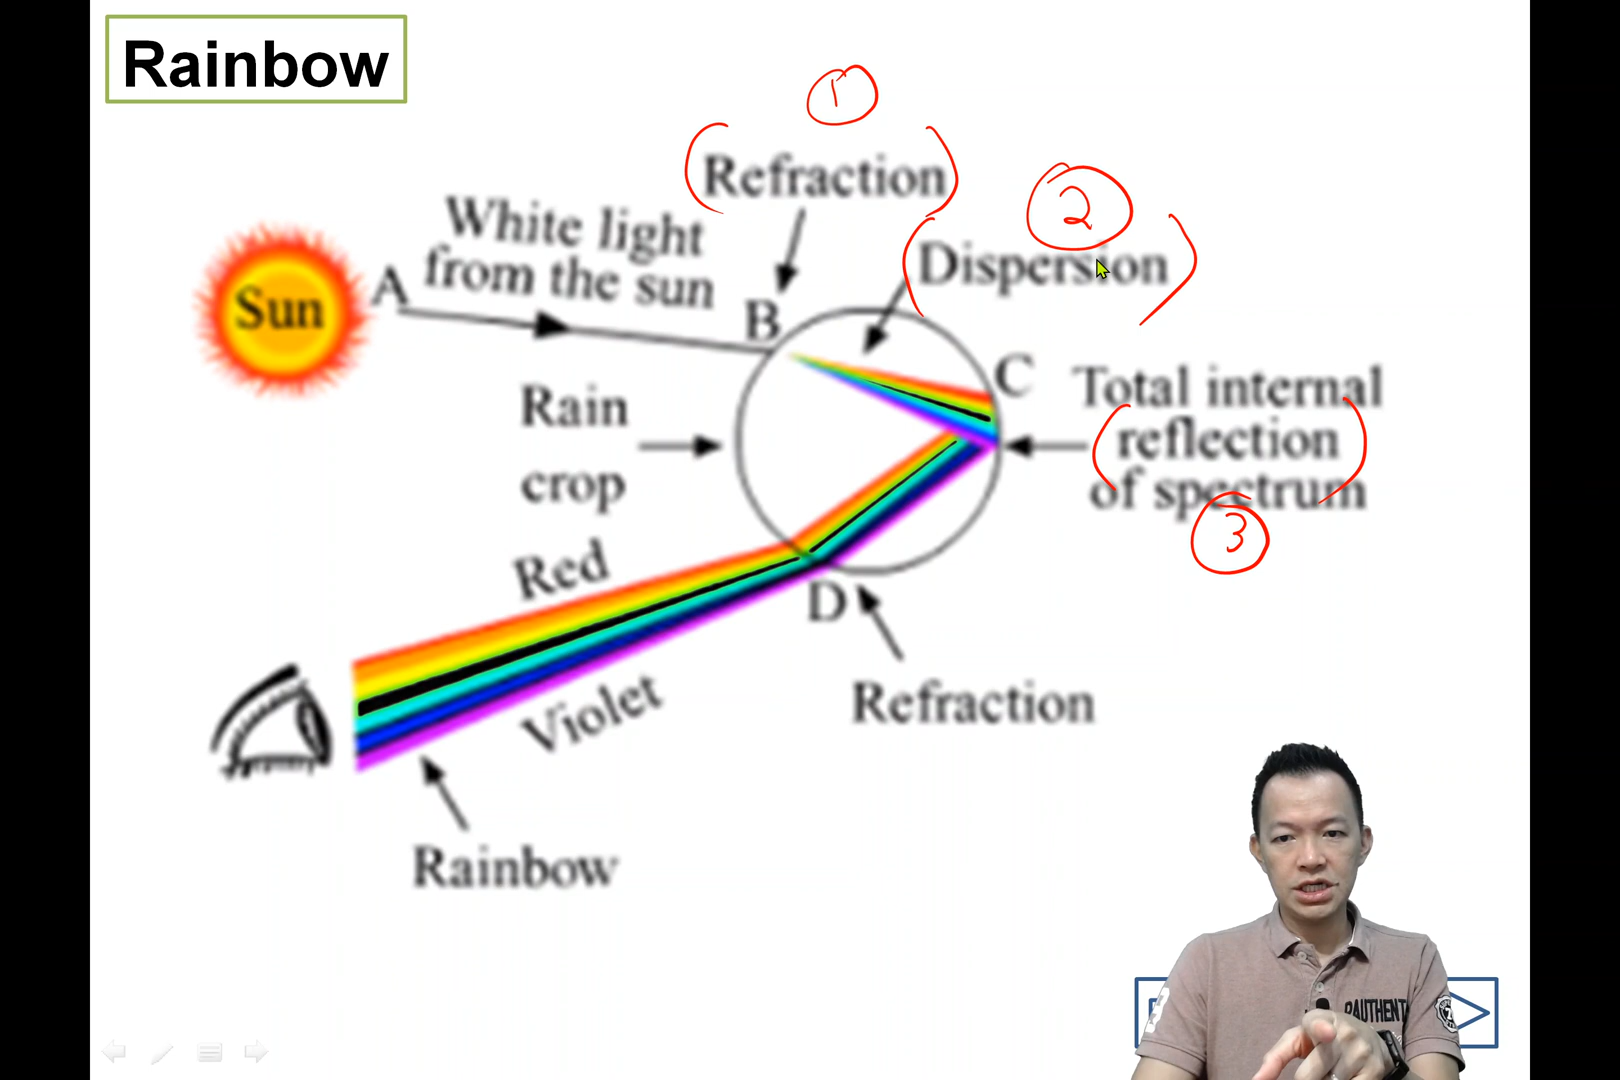 Rainbow
1
Refraction
2
Dispersion
White light
from the sun
Sun
A
B
C
Total internal
reflection
of spectrum
3
Rain
crop
Red
D
Violet
Refraction
Rainbow
RAUTHENT